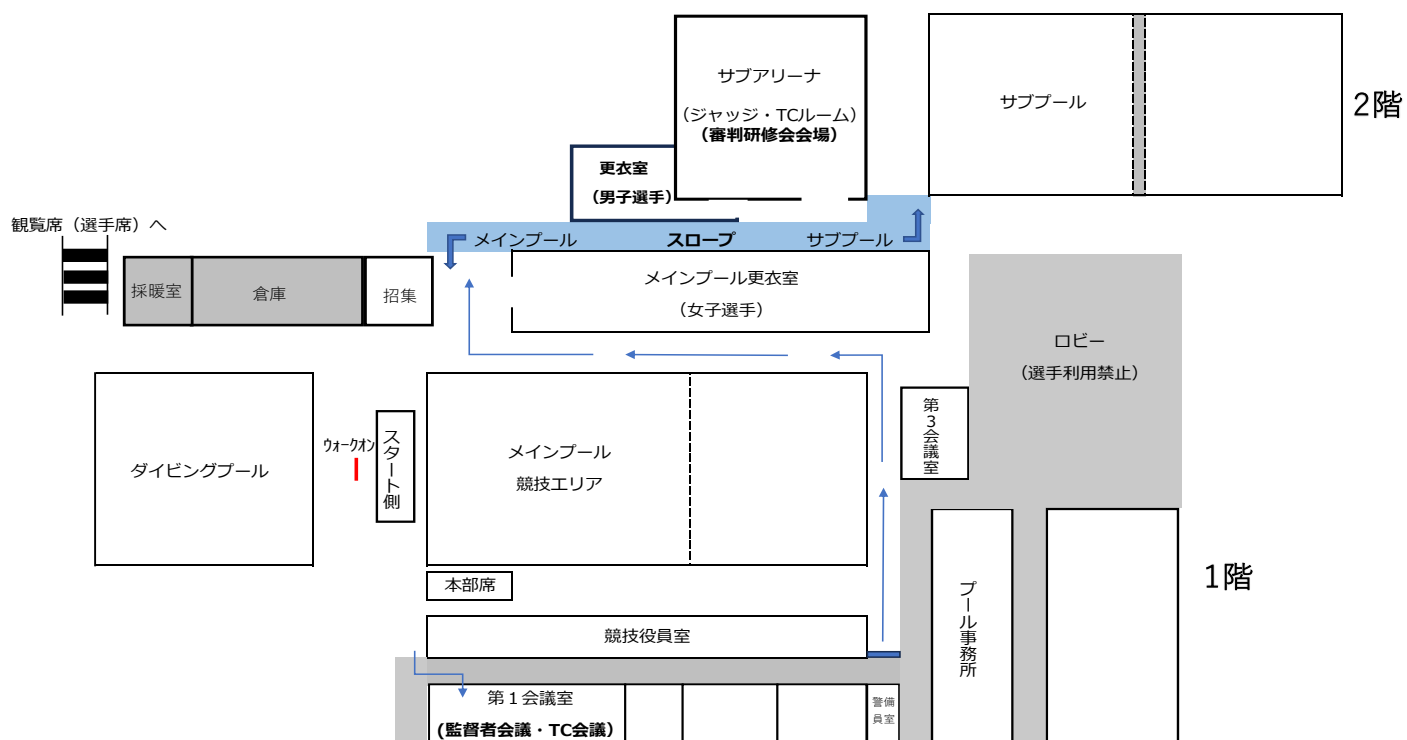 サブアリーナ
（ジャッジ・TCルーム）
（審判研修会会場）
サブプール
2階
更衣室
（男子選手）
観覧席（選手席）へ
メインプール
スロープ
サブプール
採暖室
倉庫
招集
メインプール更衣室
（女子選手）
ロビー
（選手利用禁止）
第3会議室
ダイビングプール
ウォークオン
スタート側
メインプール
競技エリア
1階
本部席
プール事務所
競技役員室
第１会議室
（監督者会議・TC会議）
警備
員室